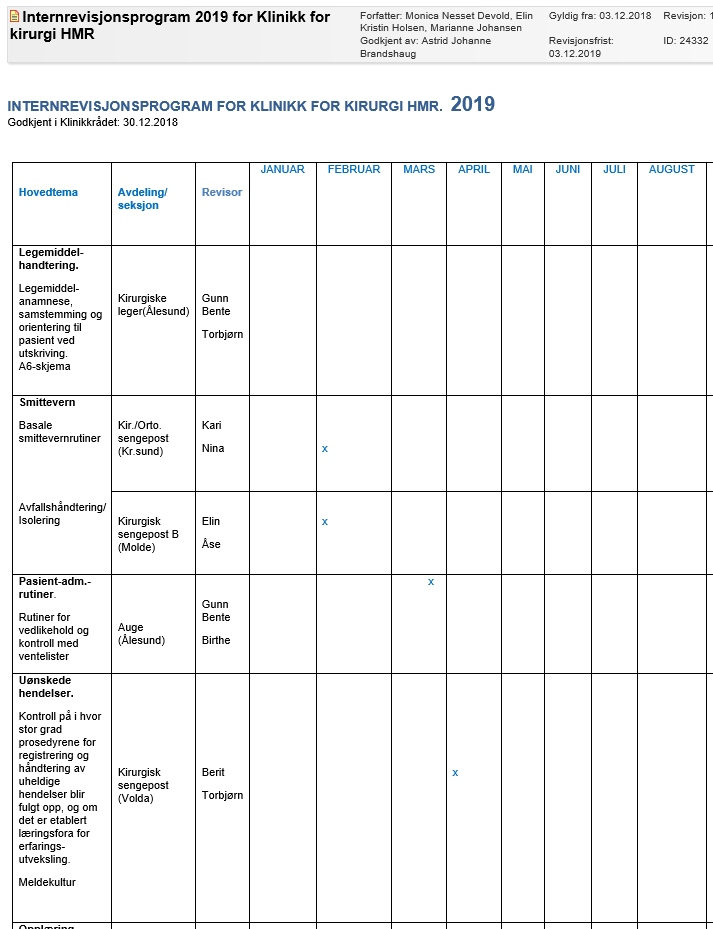 Internrevisjonsprogram 2019 for Klinikk for
kirurgi HMR
Forfatter: Monica Nesset Devold, Elin
Kristin Holsen, Marianne Johansen
Godkjent av: Astrid Johanne
Brandshaug
Gyldig fra: 03.12.2018
Revisjonsfrist:
03.12.2019
Revisjon: 1
ID: 24332
INTERNREVISJONSPROGRAM FOR KLINIKK FOR KIRURGI HMR. 2019
Godkjent i Klinikkrådet: 30.12.2018
Hovedtema
Avdeling/
seksjon
Revisor
JANUAR
FEBRUAR
MARS
APRIL
MAI
JUNI
JULI
AUGUST
Legemiddel-
handtering.
Legemiddel-
anamnese,
samstemming og
orientering til
pasient ved
utskriving.
A6-skjema
Kirurgiske
leger(Ålesund)
Gunn
Bente
Torbjørn
Smittevern
Basale
smittevernrutiner
Kir./Orto.
sengepost
(Kr.sund)
Kari
Nina
x
Avfallshåndtering/
Isolering
Kirurgisk
sengepost B
(Molde)
Elin
Åse
x
Pasient-adm.-
rutiner.
Rutiner for
vedlikehold og
kontroll med
ventelister
Auge
(Ålesund)
Gunn
Bente
Birthe
x
Uønskede
hendelser.
Kontroll på i hvor
stor grad
prosedyrene for
registrering og
håndtering av
uheldige
hendelser blir
fulgt opp, og om
det er etablert
læringsfora for
erfarings-
utveksling.
Meldekultur
Kirurgisk
sengepost
(Volda)
Berit
Torbjørn
x
Opplæring